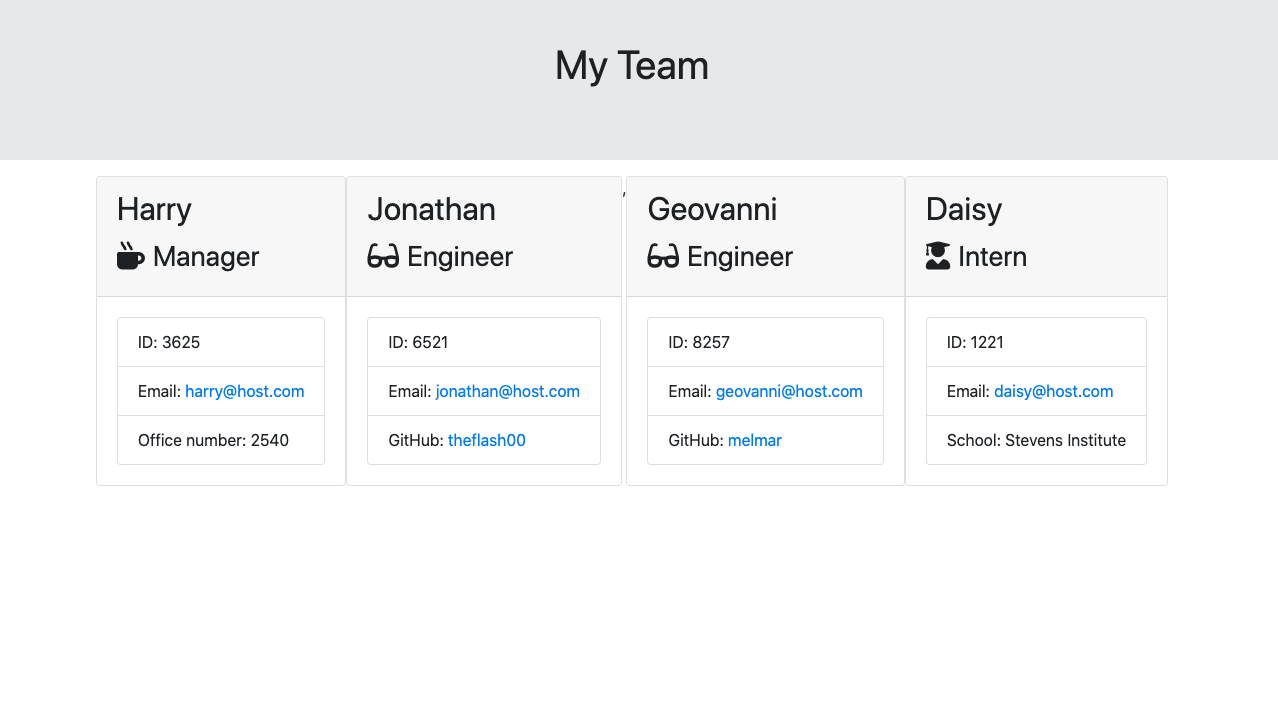 My Team
Harry
Manager
ID: 3625
Email: harry@host.com
Office number: 2540
Jonathan
Engineer
ID: 6521
Email: jonathan@host.com
GitHub: theflash00
,
Geovanni
Engineer
ID: 8257
Email: geovanni@host.com
GitHub: melmar
Daisy
Intern
ID: 1221
Email: daisy@host.com
School: Stevens Institute